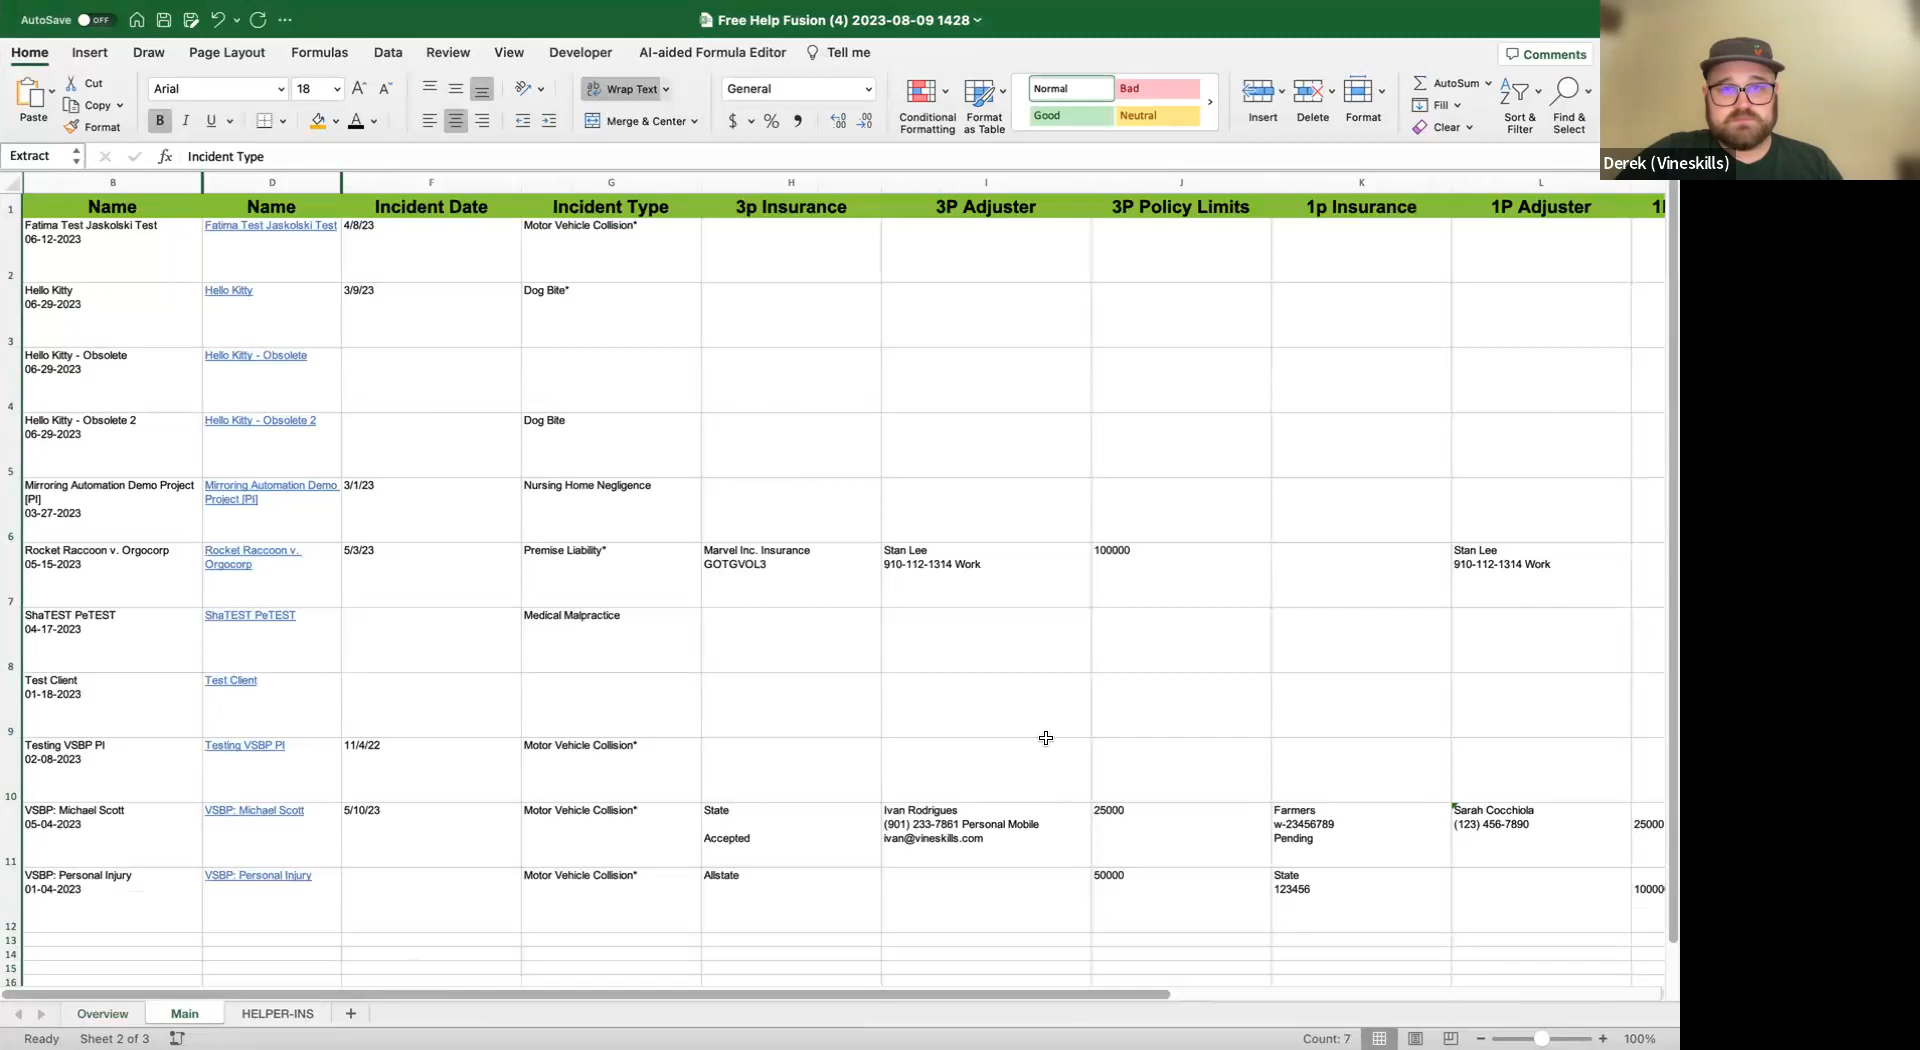 AutoSave OFF
Free Help Fusion (4) 2023-08-09 1428
Home Insert Draw Page Layout Formulas Data Review View Developer AI-aided Formula Editor Tell me
Comments
Paste
Cut
Copy
Format
Arial 18
B I U
Wrap Text
Merge & Center
General
$ %
Conditional Formatting
Format as Table
Normal Bad
Good Neutral
Insert Delete Format
AutoSum
Fill
Clear
Sort & Filter
Find & Select
Derek (Vineskills)
Extract fx Incident Type
B D F G H I J K L
1 Name Name Incident Date Incident Type 3p Insurance 3P Adjuster 3P Policy Limits 1p Insurance 1P Adjuster
Fatima Test Jaskolski Test Fatima Test Jaskolski Test 4/8/23 Motor Vehicle Collision*
06-12-2023
2
Hello Kitty Hello Kitty 3/9/23 Dog Bite*
06-29-2023
3
Hello Kitty - Obsolete Hello Kitty - Obsolete
06-29-2023
4
Hello Kitty - Obsolete 2 Hello Kitty - Obsolete 2 Dog Bite
06-29-2023
5
Mirroring Automation Demo Project Mirroring Automation Demo 3/1/23 Nursing Home Negligence
[PI] Project [PI]
03-27-2023
6
Rocket Raccoon v. Orgocorp Rocket Raccoon v. 5/3/23 Premise Liability* Marvel Inc. Insurance Stan Lee 100000 Stan Lee
05-15-2023 Orgocorp GOTGVOL3 910-112-1314 Work 910-112-1314 Work
7
ShaTEST PeTEST ShaTEST PeTEST Medical Malpractice
04-17-2023
8
Test Client Test Client
01-18-2023
9
Testing VSBP PI Testing VSBP PI 11/4/22 Motor Vehicle Collision*
02-08-2023
10
VSBP: Michael Scott VSBP: Michael Scott 5/10/23 Motor Vehicle Collision* State Ivan Rodrigues 25000 Farmers Sarah Cocchiola
05-04-2023 (901) 233-7861 Personal Mobile w-23456789 (123) 456-7890 25000
Accepted ivan@vineskills.com Pending
11
VSBP: Personal Injury VSBP: Personal Injury Motor Vehicle Collision* Allstate 50000 State
01-04-2023 123456 10000
12
13
14
15
16
Overview Main HELPER-INS +
Ready Sheet 2 of 3 Count: 7 100%